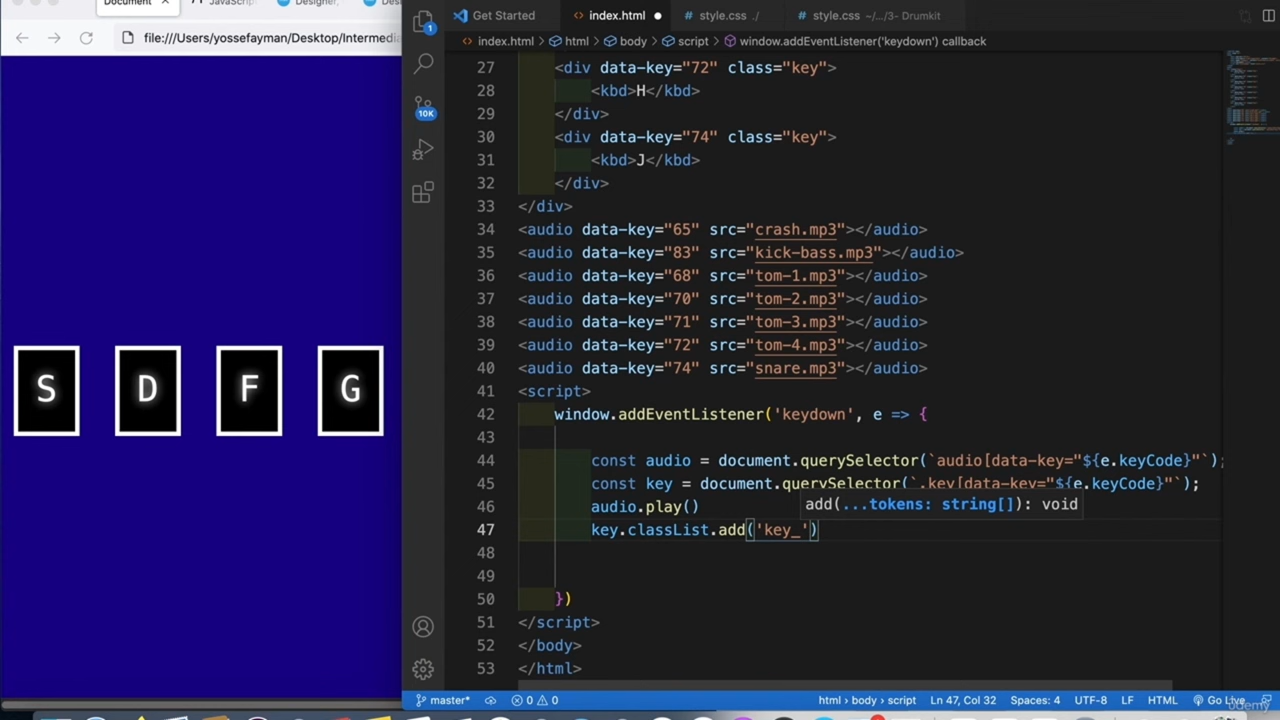 Document
JavaScrip
Designer,
Desi
file:///Users/yossefayman/Desktop/Intermedia
Get Started
index.html
style.css ./
style.css ~/.../3- Drumkit
index.html > html > body > script > window.addEventListener('keydown') callback
27 <div data-key="72" class="key">
28 <kbd>H</kbd>
29 </div>
30 <div data-key="74" class="key">
31 <kbd>J</kbd>
32 </div>
33 </div>
34 <audio data-key="65" src="crash.mp3"></audio>
35 <audio data-key="83" src="kick-bass.mp3"></audio>
36 <audio data-key="68" src="tom-1.mp3"></audio>
37 <audio data-key="70" src="tom-2.mp3"></audio>
38 <audio data-key="71" src="tom-3.mp3"></audio>
39 <audio data-key="72" src="tom-4.mp3"></audio>
40 <audio data-key="74" src="snare.mp3"></audio>
41 <script>
42 window.addEventListener('keydown', e => {
43
44 const audio = document.querySelector(`audio[data-key="${e.keyCode}"`);
45 const key = document.querySelector(`.key[data-key="${e.keyCode}"`);
46 audio.play()
add(...tokens: string[]): void
47 key.classList.add('key_')
48
49
50 })
51 </script>
52 </body>
53 </html>
S D F G
1
10K
master*
0 0
html > body > script
Ln 47, Col 32
Spaces: 4
UTF-8
LF
HTML
Go Live
udemy